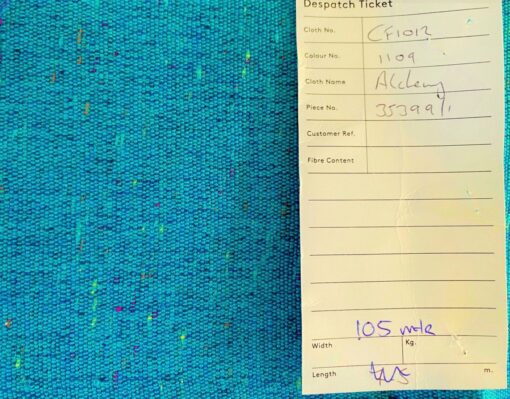 Despatch Ticket
Cloth No. CF1012
Colour No. 1109
Cloth Name Alchemy
Piece No. 35399/1
Customer Ref.
Fibre Content
105
Width Kg.
Length m.